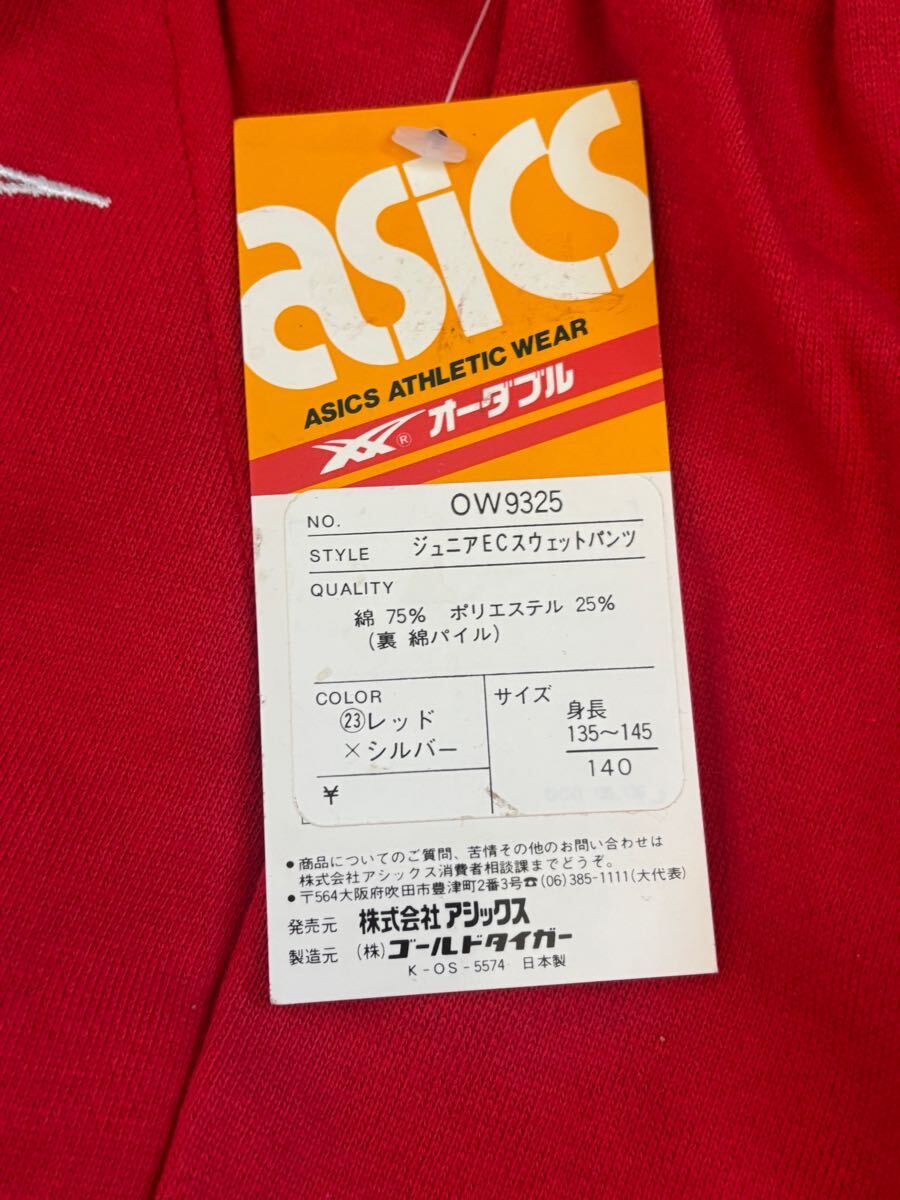 asics
ASICS ATHLETIC WEAR
® オーダブル
NO. OW9325
STYLE ジュニアECスウェットパンツ
QUALITY
綿 75% ポリエステル 25%
(裏 綿パイル)
COLOR
㉓レッド
×シルバー
¥
サイズ
身長
135〜145
140
●商品についてのご質問、苦情その他のお問い合わせは
株式会社アシックス消費者相談課までどうぞ。
●〒564大阪府吹田市豊津町2番3号☎(06)385-1111(大代表)
発売元 株式会社アシックス
製造元 (株)ゴールドタイガー
K-OS-5574 日本製